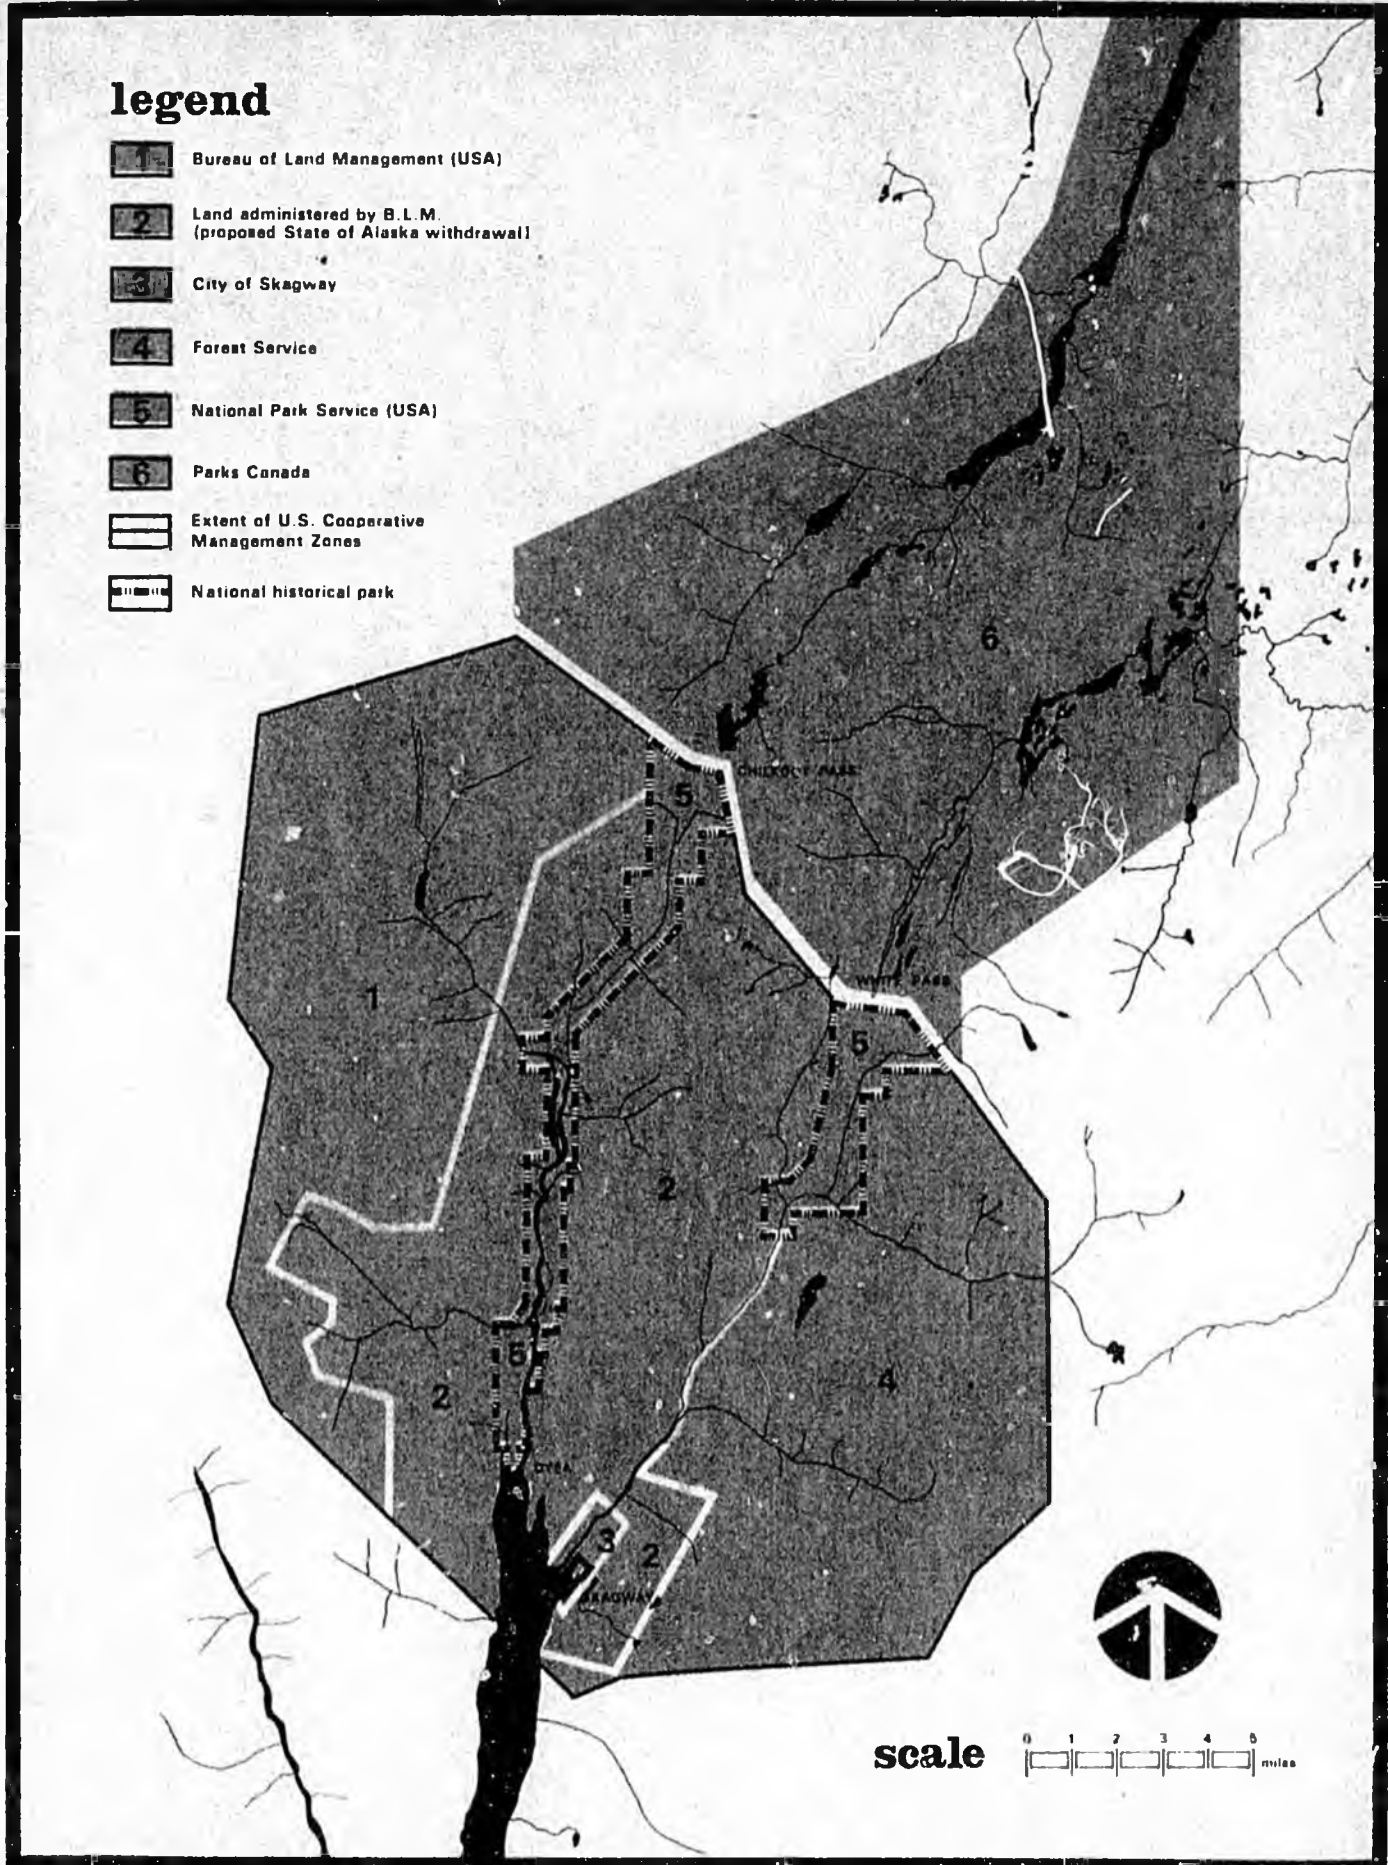 legend
1 Bureau of Land Management (USA)
2 Land administered by B.L.M.
(proposed State of Alaska withdrawal)
3 City of Skagway
4 Forest Service
5 National Park Service (USA)
6 Parks Canada
Extent of U.S. Cooperative
Management Zones
National historical park
6
CHILKOOT PASS
5
1
WHITE PASS
5
2
5
4
2
DYEA
3
2
SKAGWAY
scale
0 1 2 3 4 5
miles